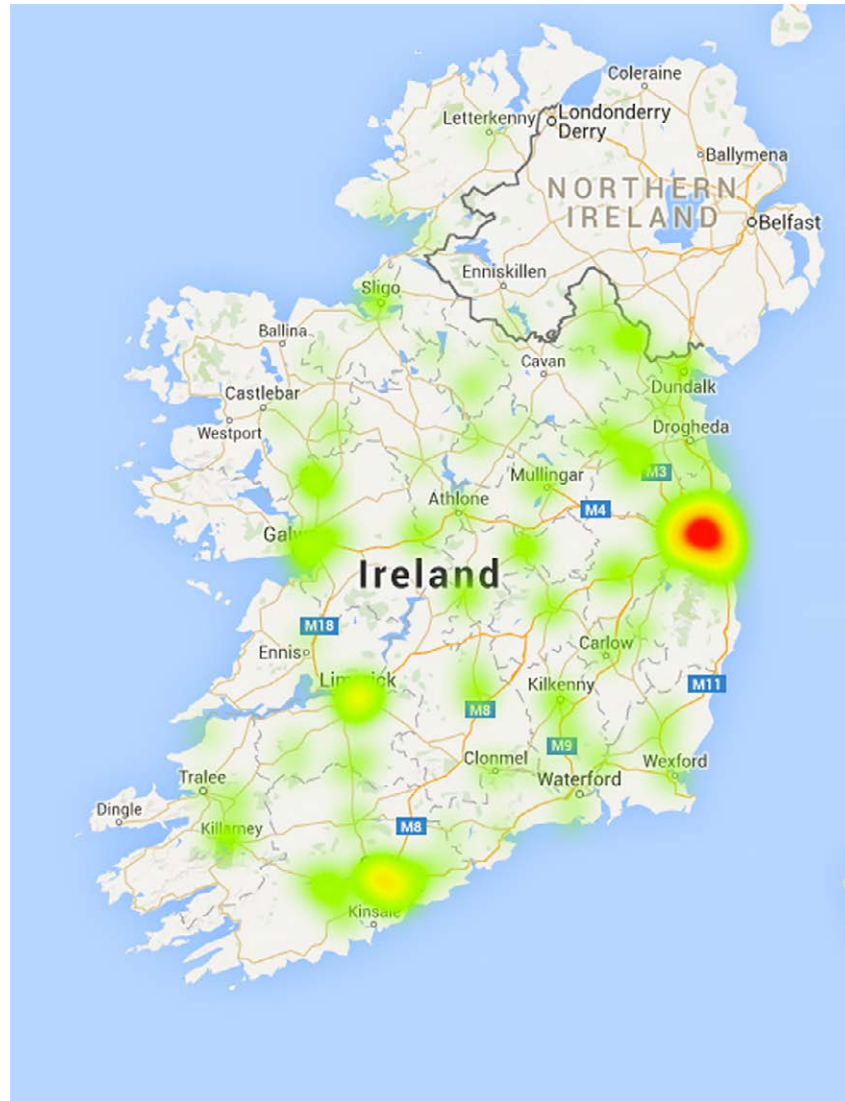 Coleraine
Londonderry
Derry
Letterkenny
Ballymena
NORTHERN
IRELAND
Belfast
Enniskillen
Sligo
Ballina
Cavan
Dundalk
Castlebar
Westport
Drogheda
M3
Mullingar
Athlone
M4
Gal
Ireland
M18
Ennis
Carlow
Limerick
Kilkenny
M11
M8
M9
Clonmel
Wexford
Tralee
Waterford
Dingle
Killarney
M8
Kinsale